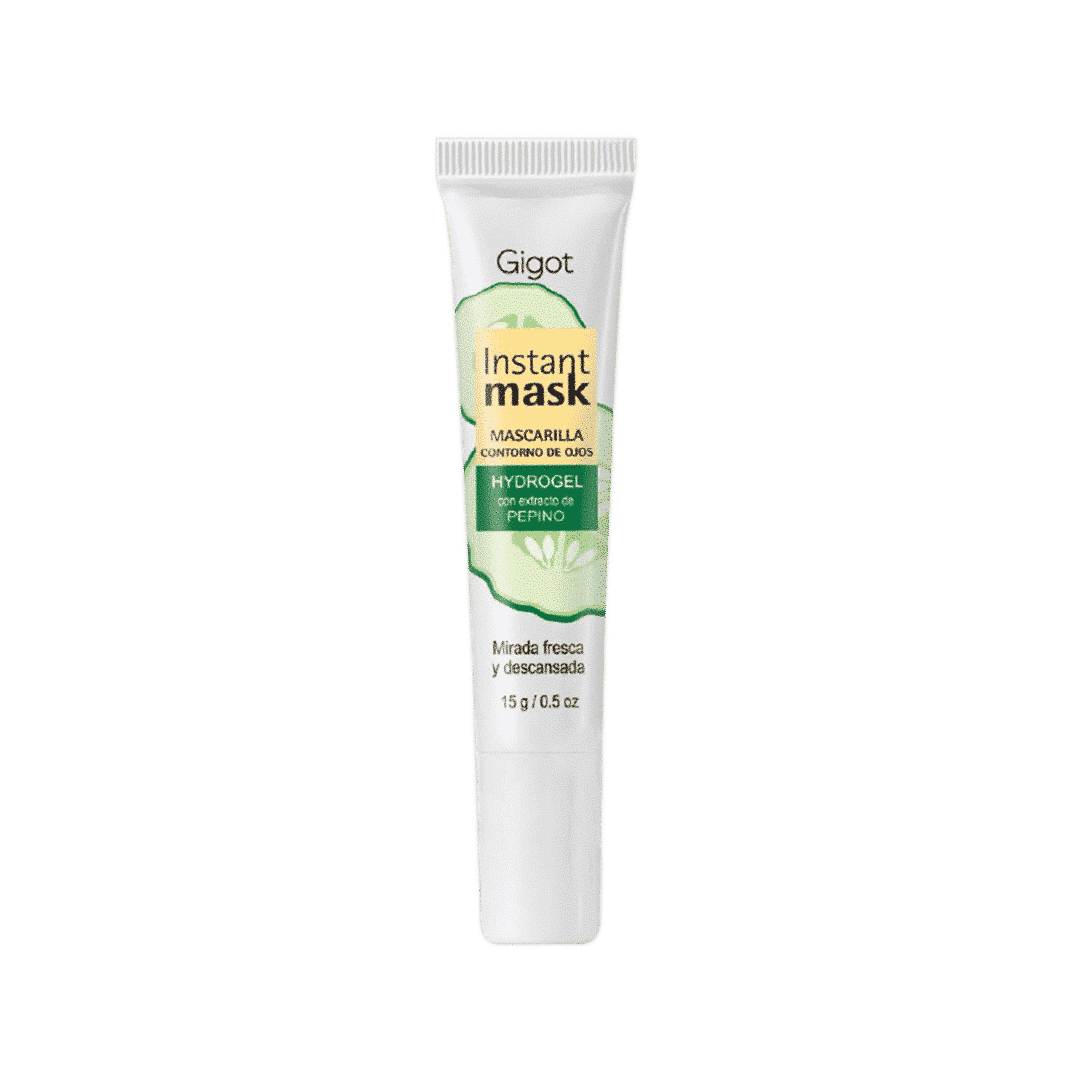 Gigot
Instant
mask
MASCARILLA
CONTORNO DE OJOS
HYDROGEL
con extracto de
PEPINO
Mirada fresca
y descansada
15 g / 0.5 oz